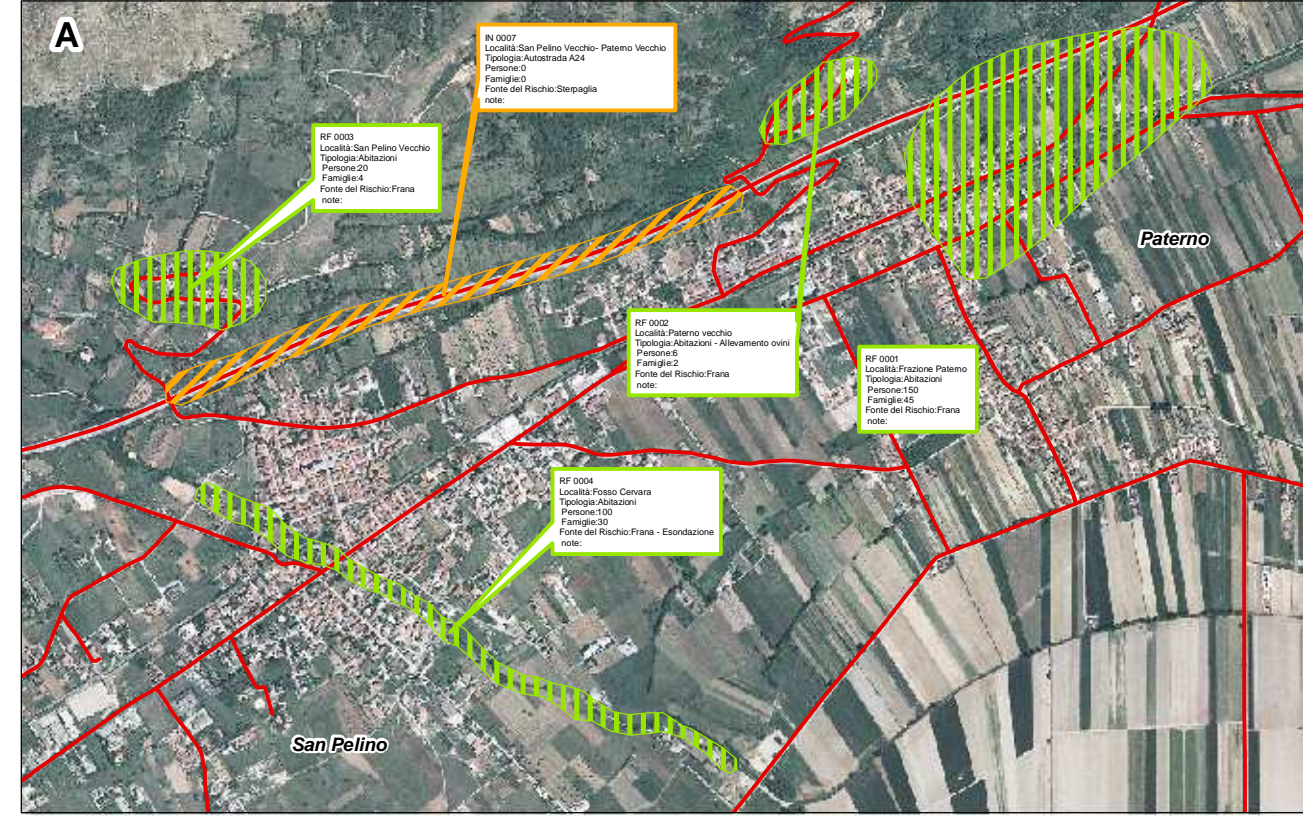 A
IN 0007
Località:San Pelino Vecchio- Paterno Vecchio
Tipologia:Autostrada A24
Persone:0
Famiglie:0
Fonte del Rischio:Sterpaglia
note:
RF 0003
Località:San Pelino Vecchio
Tipologia:Abitazioni
Persone:20
Famiglie:4
Fonte del Rischio:Frana
note:
Paterno
RF 0002
Località:Paterno vecchio
Tipologia:Abitazioni - Allevamento ovini
Persone:6
Famiglie:2
Fonte del Rischio:Frana
note:
RF 0001
Località:Frazione Paterno
Tipologia:Abitazioni
Persone:150
Famiglie:45
Fonte del Rischio:Frana
note:
RF 0004
Località:Fosso Cervara
Tipologia:Abitazioni
Persone:100
Famiglie:30
Fonte del Rischio:Frana - Esondazione
note:
San Pelino